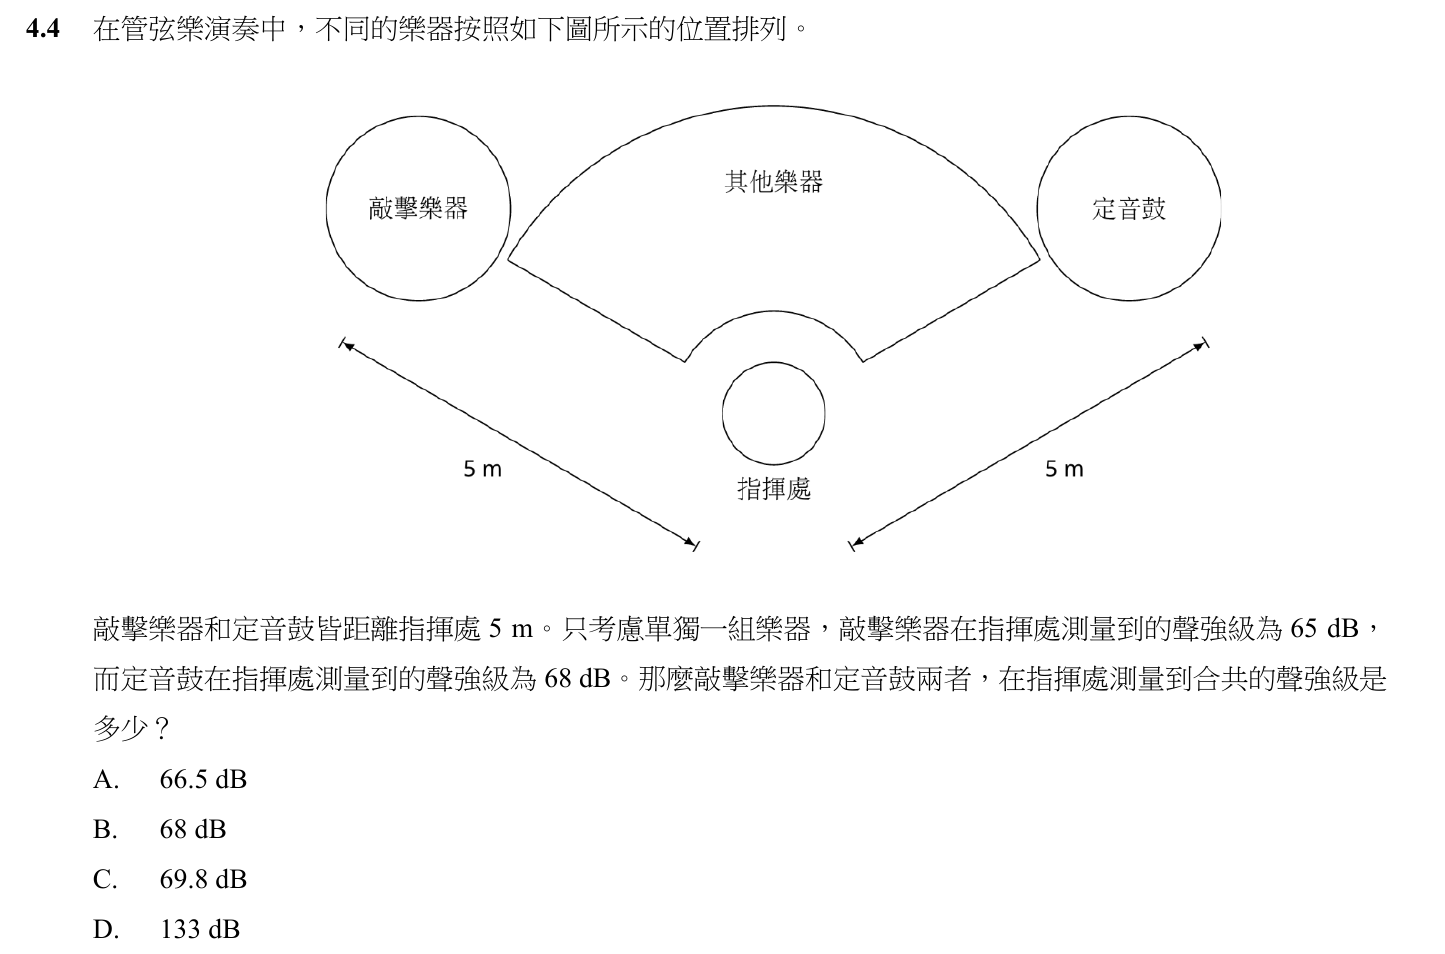 4.4 在管弦樂演奏中，不同的樂器按照如下圖所示的位置排列。
其他樂器
敲擊樂器
定音鼓
5 m
5 m
指揮處
敲擊樂器和定音鼓皆距離指揮處 5 m。只考慮單獨一組樂器，敲擊樂器在指揮處測量到的聲強級為 65 dB，
而定音鼓在指揮處測量到的聲強級為 68 dB。那麼敲擊樂器和定音鼓兩者，在指揮處測量到合共的聲強級是
多少？
A. 66.5 dB
B. 68 dB
C. 69.8 dB
D. 133 dB